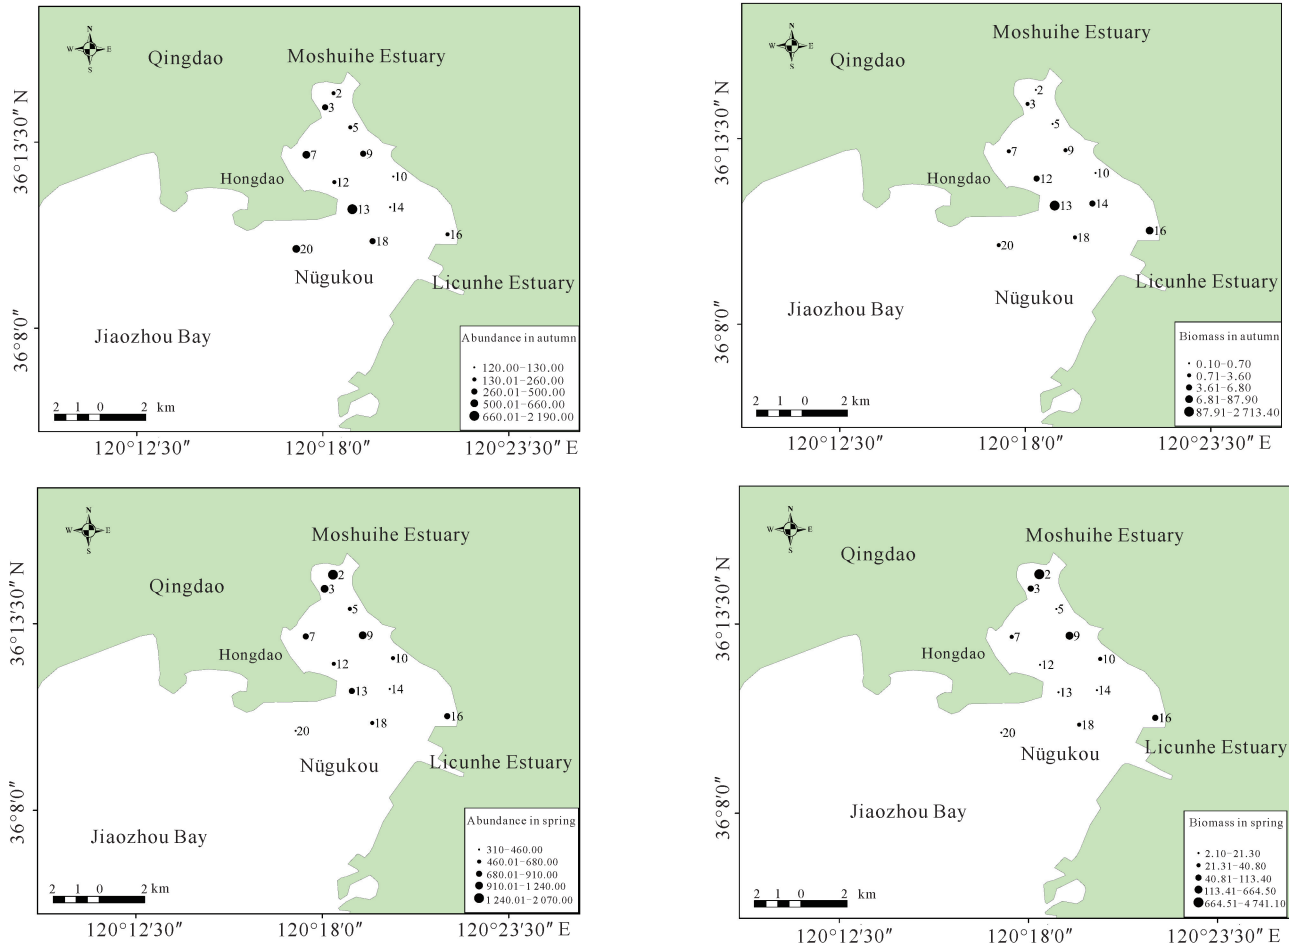 N
W E
S
Qingdao
Moshuihe Estuary
2
3
5
7
9
10
Hongdao
12
13
14
16
18
20
Nügukou
Licunhe Estuary
Jiaozhou Bay
36°13′30″ N
36°8′0″
Abundance in autumn
120.00–130.00
130.01–260.00
260.01–500.00
500.01–660.00
660.01–2 190.00
2 1 0 2 km
120°12′30″ 120°18′0″ 120°23′30″ E
N
W E
S
Moshuihe Estuary
Qingdao
2
3
5
7
9
10
Hongdao
12
13
14
16
18
20
Licunhe Estuary
Nügukou
Jiaozhou Bay
36°13′30″ N
36°8′0″
Biomass in autumn
0.10–0.70
0.71–3.60
3.61–6.80
6.81–87.90
87.91–2 713.40
2 1 0 2 km
120°12′30″ 120°18′0″ 120°23′30″ E
N
W E
S
Moshuihe Estuary
Qingdao
2
3
5
7
9
10
Hongdao
12
13
14
16
18
20
Nügukou
Licunhe Estuary
Jiaozhou Bay
36°13′30″ N
36°8′0″
Abundance in spring
310–460.00
460.01–680.00
680.01–910.00
910.01–1 240.00
1 240.01–2 070.00
2 1 0 2 km
120°12′30″ 120°18′0″ 120°23′30″ E
N
W E
S
Moshuihe Estuary
Qingdao
2
3
5
7
9
10
Hongdao
12
13
14
16
18
20
Licunhe Estuary
Nügukou
Jiaozhou Bay
36°13′30″ N
36°8′0″
Biomass in spring
2.10–21.30
21.31–40.80
40.81–113.40
113.41–664.50
664.51–4 741.10
2 1 0 2 km
120°12′30″ 120°18′0″ 120°23′30″ E